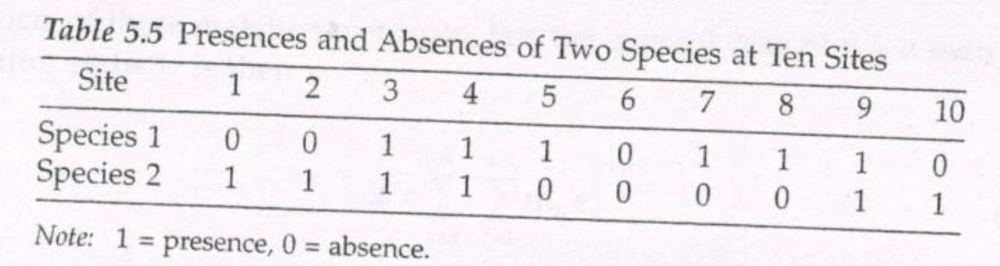 Table 5.5 Presences and Absences of Two Species at Ten Sites
Site 1 2 3 4 5 6 7 8 9 10
Species 1 0 0 1 1 1 0 1 1 1 0
Species 2 1 1 1 1 0 0 0 0 1 1
Note: 1 = presence, 0 = absence.